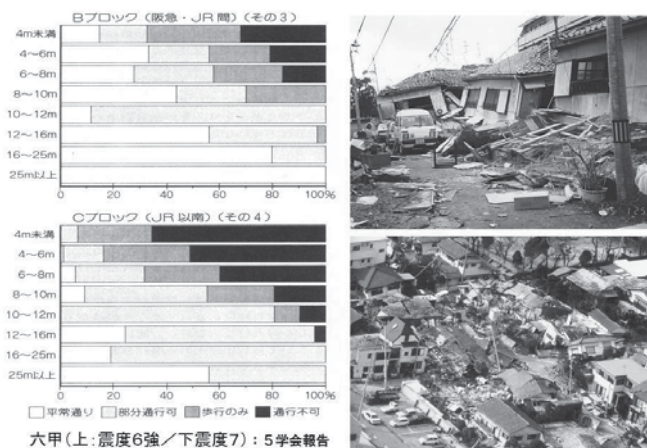 Bブロック(阪急・JR間)(その3)
4m未満
4〜6m
6〜8m
8〜10m
10〜12m
12〜16m
16〜25m
25m以上
0 20 40 60 80 100%
Cブロック(JR以南)(その4)
4m未満
4〜6m
6〜8m
8〜10m
10〜12m
12〜16m
16〜25m
25m以上
0 20 40 60 80 100%
平常通り 部分通行可 歩行のみ 通行不可
六甲(上:震度6強/下震度7):5学会報告